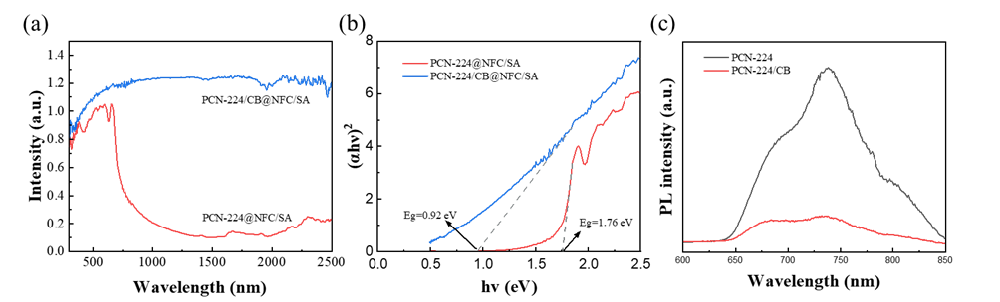 (a)
Intensity (a.u.)
1.4
1.2
1.0
0.8
0.6
0.4
0.2
0.0
PCN-224/CB@NFC/SA
PCN-224@NFC/SA
500
1000
1500
2000
2500
Wavelength (nm)
(b)
(αhν)2
8
6
4
2
0
PCN-224@NFC/SA
PCN-224/CB@NFC/SA
Eg=0.92 eV
Eg=1.76 eV
0.0
0.5
1.0
1.5
2.0
2.5
hν (eV)
(c)
PL intensity (a.u.)
PCN-224
PCN-224/CB
600
650
700
750
800
850
Wavelength (nm)